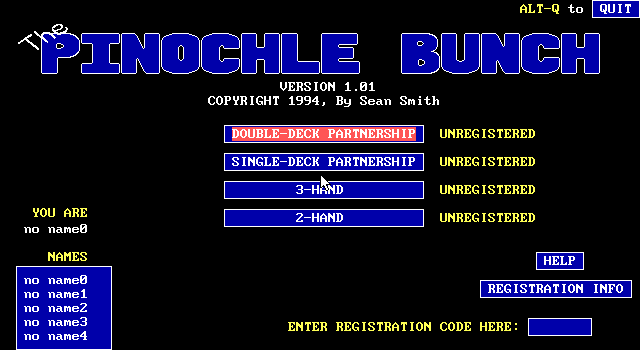 ALT-Q to QUIT
The
PINOCHLE BUNCH
VERSION 1.01
COPYRIGHT 1994, By Sean Smith
DOUBLE-DECK PARTNERSHIP UNREGISTERED
SINGLE-DECK PARTNERSHIP UNREGISTERED
3-HAND UNREGISTERED
2-HAND UNREGISTERED
YOU ARE
no name0
NAMES
no name0
no name1
no name2
no name3
no name4
HELP
REGISTRATION INFO
ENTER REGISTRATION CODE HERE: